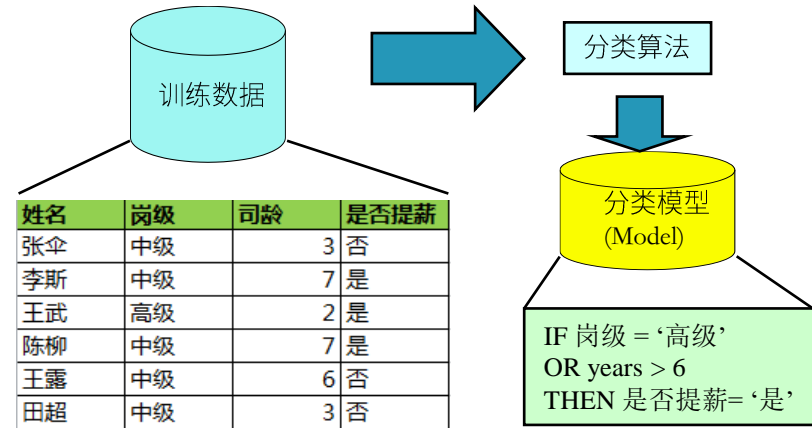 训练数据
分类算法
分类模型
(Model)
姓名 岗级 司龄 是否提薪
张伞 中级 3 否
李斯 中级 7 是
王武 高级 2 是
陈柳 中级 7 是
王露 中级 6 否
田超 中级 3 否
IF 岗级 = ‘高级’
OR years > 6
THEN 是否提薪= ‘是’